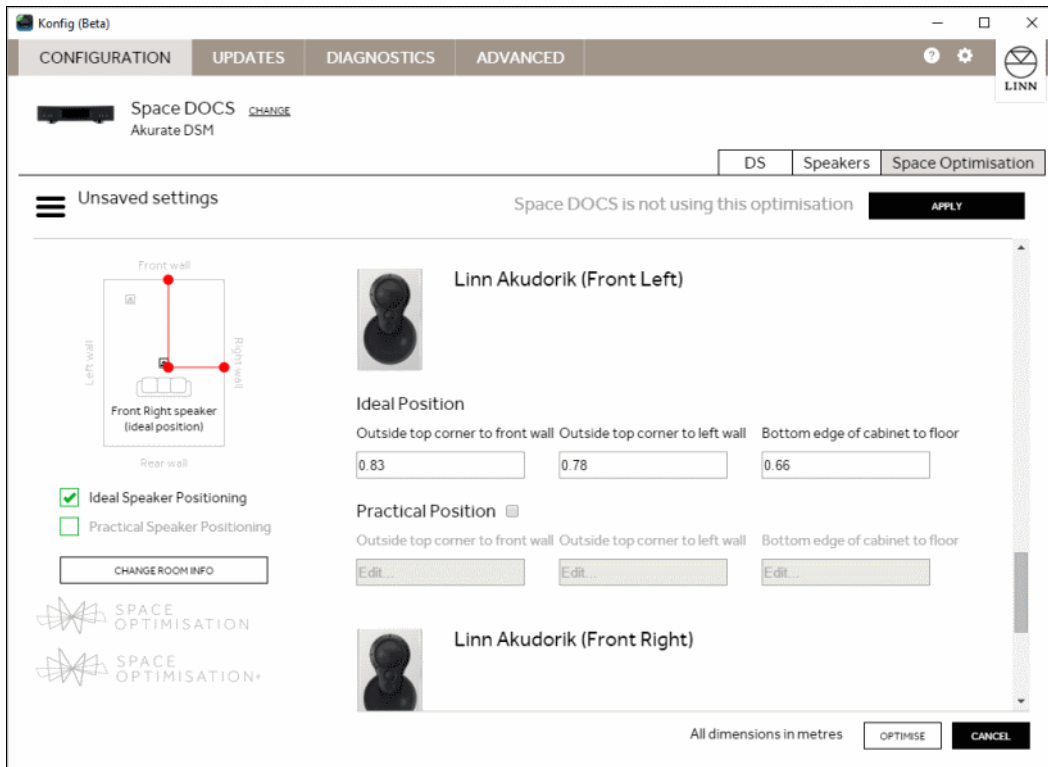 Konfig (Beta)
CONFIGURATION UPDATES DIAGNOSTICS ADVANCED
?
LINN
Space DOCS CHANGE
Akurate DSM
DS Speakers Space Optimisation
Unsaved settings
Space DOCS is not using this optimisation APPLY
Front wall
Left wall
Right wall
Front Right speaker
(ideal position)
Rear wall
Ideal Speaker Positioning
Practical Speaker Positioning
CHANGE ROOM INFO
SPACE
OPTIMISATION
SPACE
OPTIMISATION+
Linn Akudorik (Front Left)
Ideal Position
Outside top corner to front wall Outside top corner to left wall Bottom edge of cabinet to floor
0.83 0.78 0.66
Practical Position
Outside top corner to front wall Outside top corner to left wall Bottom edge of cabinet to floor
Edit... Edit... Edit...
Linn Akudorik (Front Right)
All dimensions in metres OPTIMISE CANCEL